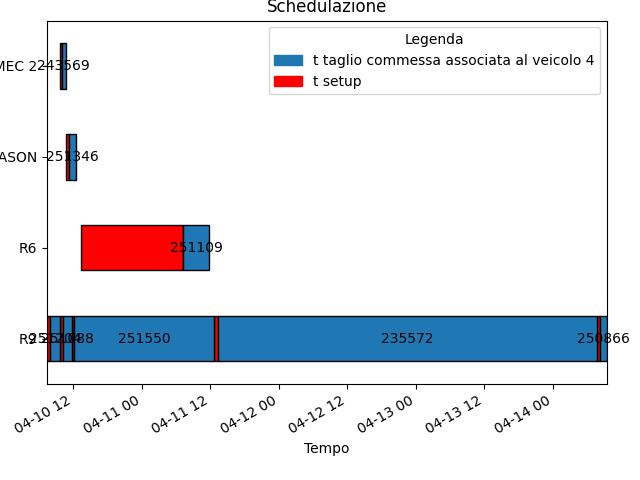 Schedulazione
Legenda
t taglio commessa associata al veicolo 4
t setup
MEC 2
243569
ASON
251346
R6
251109
R9
251550
235572
250866
04-10 12
04-11 00
04-11 12
04-12 00
04-12 12
04-13 00
04-13 12
04-14 00
Tempo